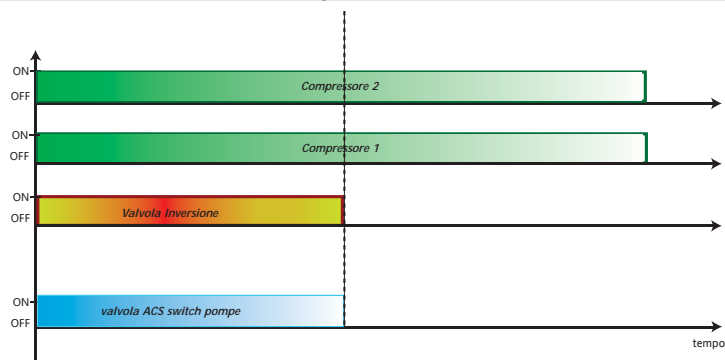 ON
Compressore 2
OFF
ON
Compressore 1
OFF
ON
Valvola Inversione
OFF
ON
valvola ACS switch pompe
OFF
tempo